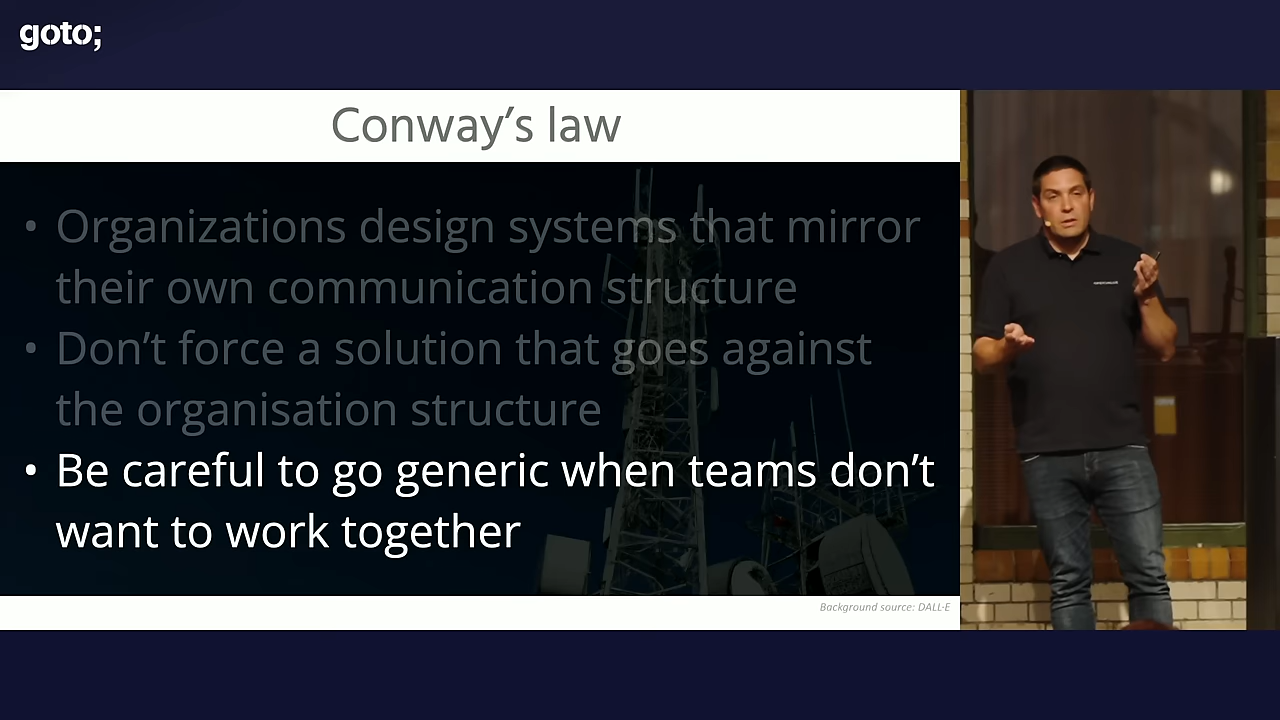 goto;
Conway's law
• Organizations design systems that mirror
their own communication structure
• Don't force a solution that goes against
the organisation structure
• Be careful to go generic when teams don't
want to work together
Background source: DALL·E